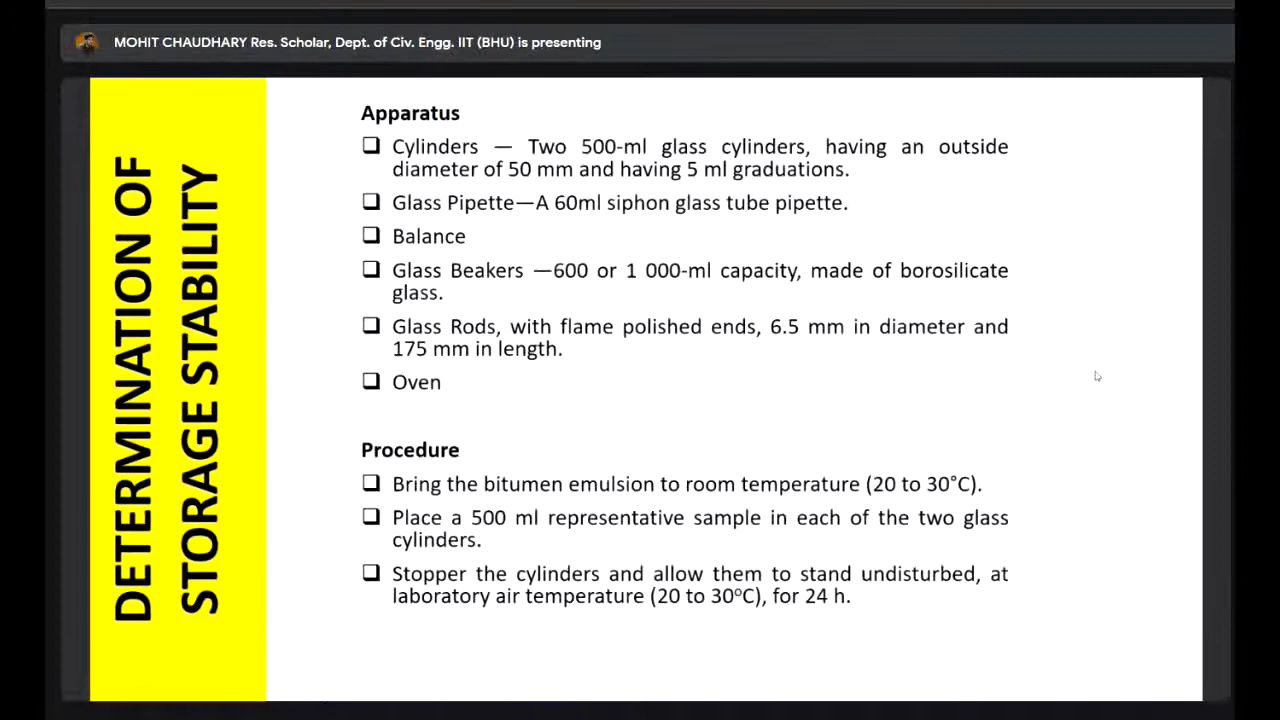 MOHIT CHAUDHARY Res. Scholar, Dept. of Civ. Engg. IIT (BHU) is presenting
DETERMINATION OF
STORAGE STABILITY
Apparatus
❑ Cylinders — Two 500-ml glass cylinders, having an outside
diameter of 50 mm and having 5 ml graduations.
❑ Glass Pipette—A 60ml siphon glass tube pipette.
❑ Balance
❑ Glass Beakers —600 or 1 000-ml capacity, made of borosilicate
glass.
❑ Glass Rods, with flame polished ends, 6.5 mm in diameter and
175 mm in length.
❑ Oven
Procedure
❑ Bring the bitumen emulsion to room temperature (20 to 30°C).
❑ Place a 500 ml representative sample in each of the two glass
cylinders.
❑ Stopper the cylinders and allow them to stand undisturbed, at
laboratory air temperature (20 to 30°C), for 24 h.